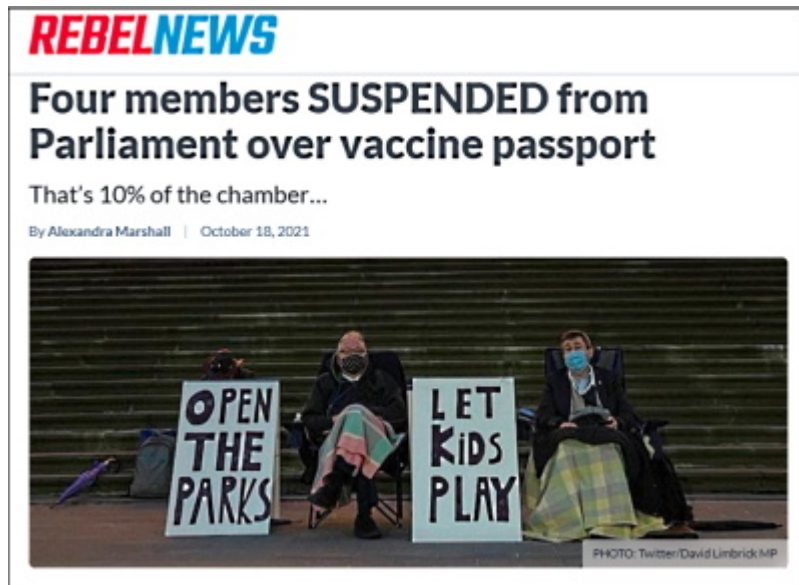 REBELNEWS
Four members SUSPENDED from
Parliament over vaccine passport
That's 10% of the chamber...
By Alexandra Marshall | October 18, 2021
OPEN
THE
PARKS
LET
KiDS
PLAY
PHOTO: Twitter/David Limbrick MP